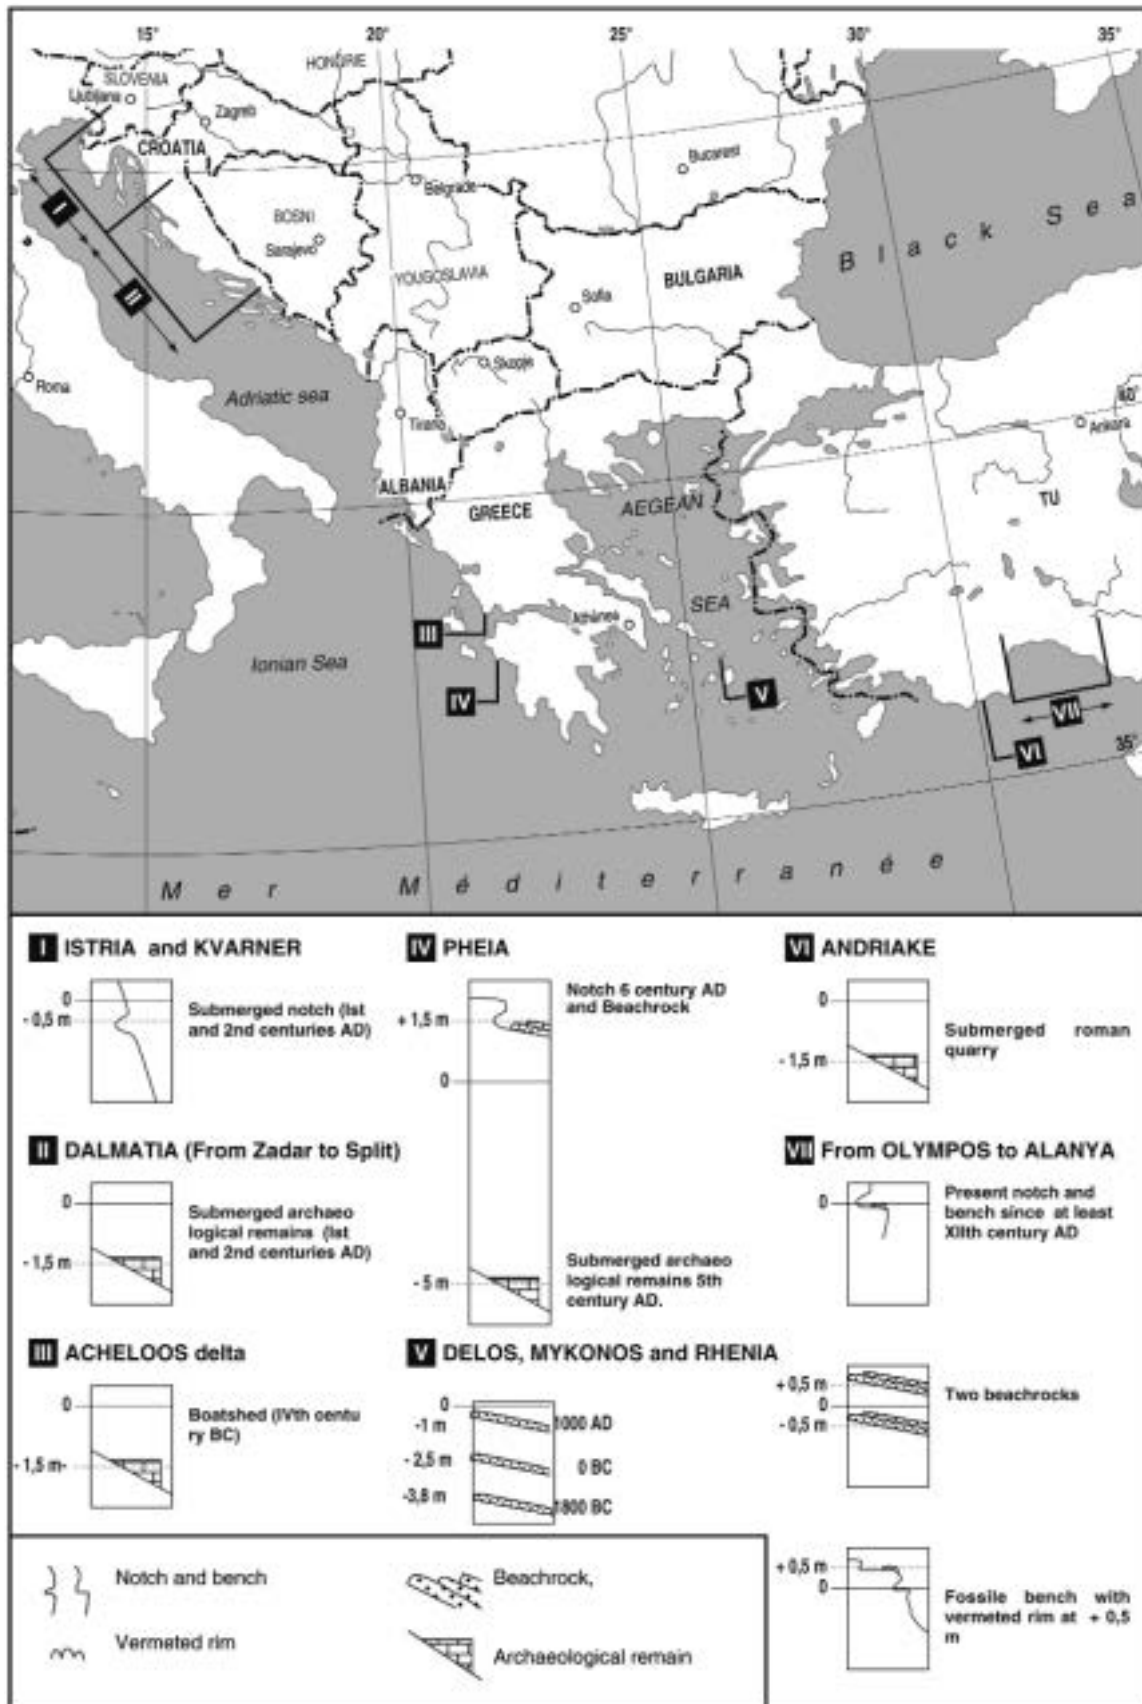 15°
20°
25°
30°
35°
HONDRIE
SLOVENIA
Ljubljana
Zagreb
CROATIA
Belgrade
Bucarest
BOSNI
Sarajevo
YOUGOSLAVIA
BULGARIA
Sofia
Black Sea
I
II
Roma
Adriatic sea
Skopje
Tirana
40°
Ankara
ALBANIA
GREECE
AEGEAN
SEA
TU
Athènes
Ionian Sea
III
IV
V
VI
VII
35°
Mer Méditerranée
I ISTRIA and KVARNER
0
- 0,5 m
Submerged notch (Ist
and 2nd centuries AD)
II DALMATIA (From Zadar to Split)
0
- 1,5 m
Submerged archaeo
logical remains (Ist
and 2nd centuries AD)
III ACHELOOS delta
0
- 1,5 m-
Boatshed (IVth centu
ry BC)
IV PHEIA
+ 1,5 m
0
- 5 m
Notch 6 century AD
and Beachrock
Submerged archaeo
logical remains 5th
century AD.
V DELOS, MYKONOS and RHENIA
0
-1 m
1000 AD
- 2,5 m
0 BC
-3,8 m
1800 BC
VI ANDRIAKE
0
- 1,5 m
Submerged roman
quarry
VII From OLYMPOS to ALANYA
0
Present notch and
bench since at least
XIIth century AD
+ 0,5 m
0
- 0,5 m
Two beachrocks
+ 0,5 m
0
Fossile bench with
vermeted rim at + 0,5
m
Notch and bench
Vermeted rim
Beachrock,
Archaeological remain